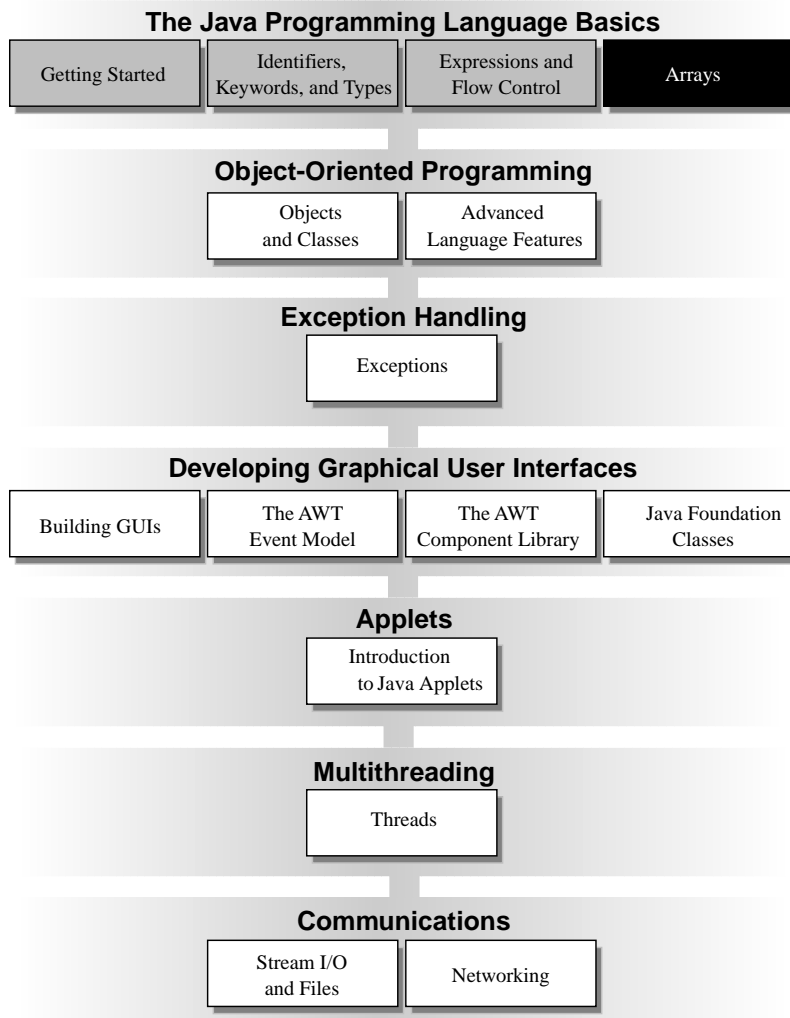 The Java Programming Language Basics
Getting Started
Identifiers,
Keywords, and Types
Expressions and
Flow Control
Arrays
Object-Oriented Programming
Objects
and Classes
Advanced
Language Features
Exception Handling
Exceptions
Developing Graphical User Interfaces
Building GUIs
The AWT
Event Model
The AWT
Component Library
Java Foundation
Classes
Applets
Introduction
to Java Applets
Multithreading
Threads
Communications
Stream I/O
and Files
Networking